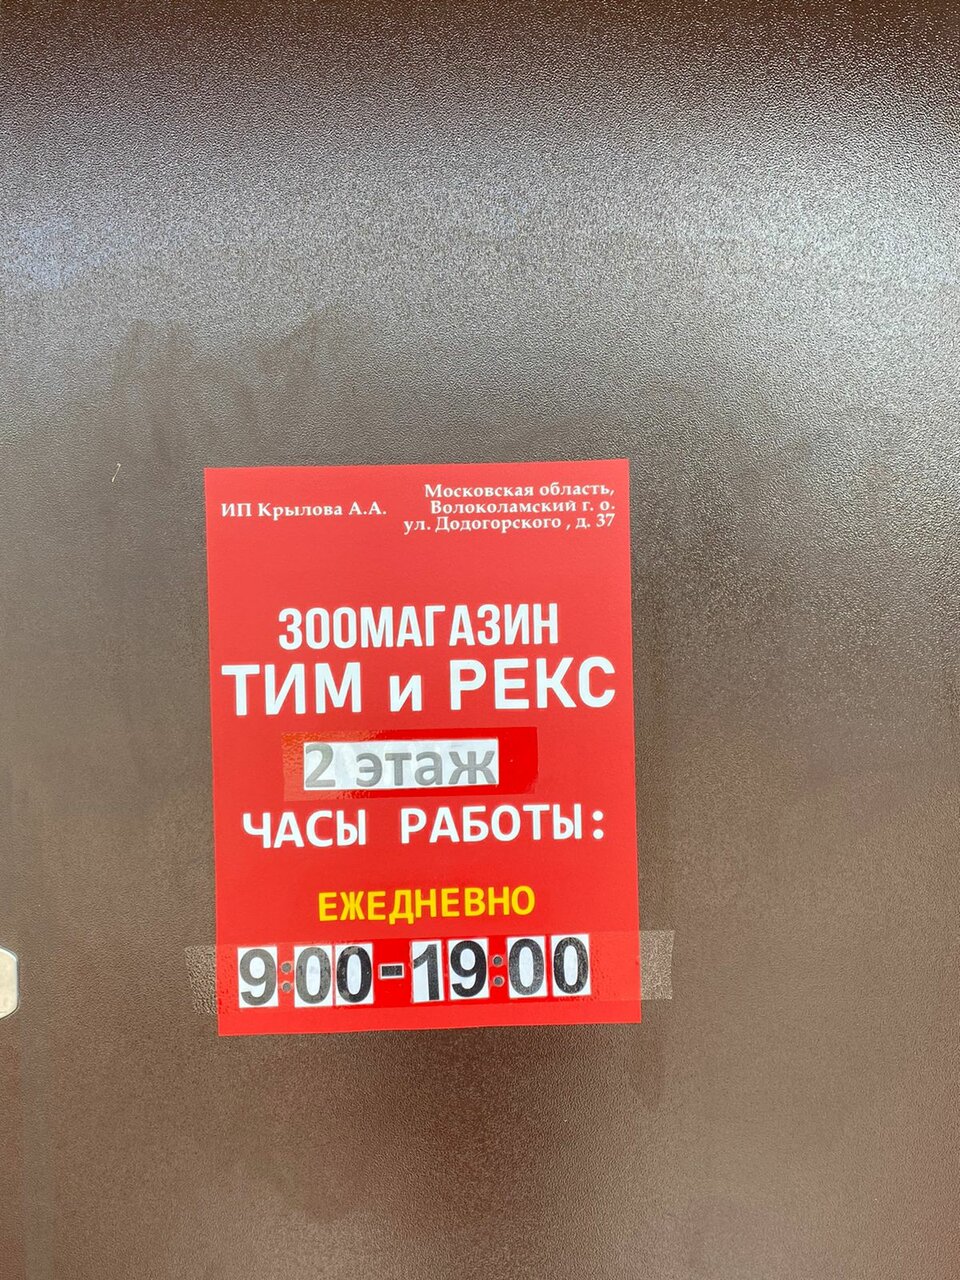 ИП Крылова А.А.
Московская область,
Волоколамский г. о.
ул. Додогорского , д. 37
ЗООМАГАЗИН
ТИМ и РЕКС
2 этаж
ЧАСЫ РАБОТЫ:
ЕЖЕДНЕВНО
9:00-19:00